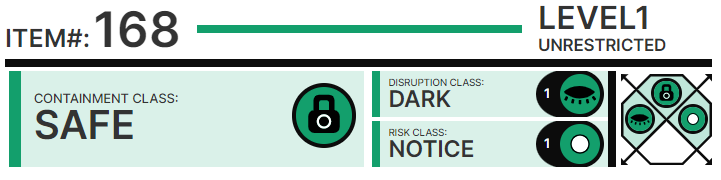 ITEM#: 168
LEVEL1
UNRESTRICTED
CONTAINMENT CLASS:
SAFE
DISRUPTION CLASS:
DARK
1
RISK CLASS:
NOTICE
1